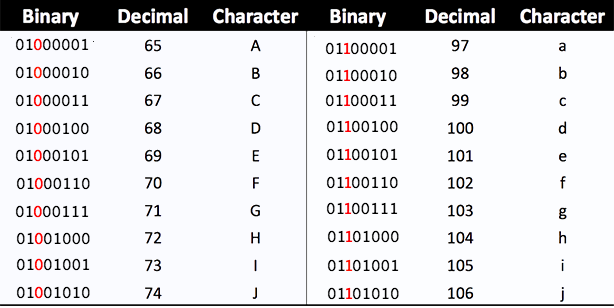 Binary Decimal Character Binary Decimal Character
01000001 65 A 01100001 97 a
01000010 66 B 01100010 98 b
01000011 67 C 01100011 99 c
01000100 68 D 01100100 100 d
01000101 69 E 01100101 101 e
01000110 70 F 01100110 102 f
01000111 71 G 01100111 103 g
01001000 72 H 01101000 104 h
01001001 73 I 01101001 105 i
01001010 74 J 01101010 106 j